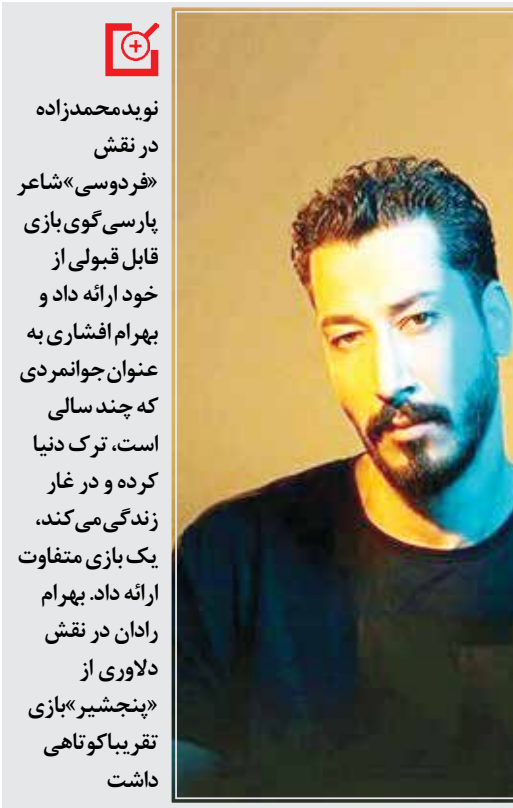 نویدمحمدزاده
در نقش
«فردوسی»شاعر
پارسی‌گوی بازی
قابل قبولی از
خود ارائه داد و
بهرام افشاری به
عنوان جوانمردی
که چند سالی
است، ترک دنیا
کرده و در غار
زندگی می‌کند،
یک بازی متفاوت
ارائه داد. بهرام
رادان در نقش
دلاوری از
«پنجشیر»بازی
تقریباکوتاهی
داشت